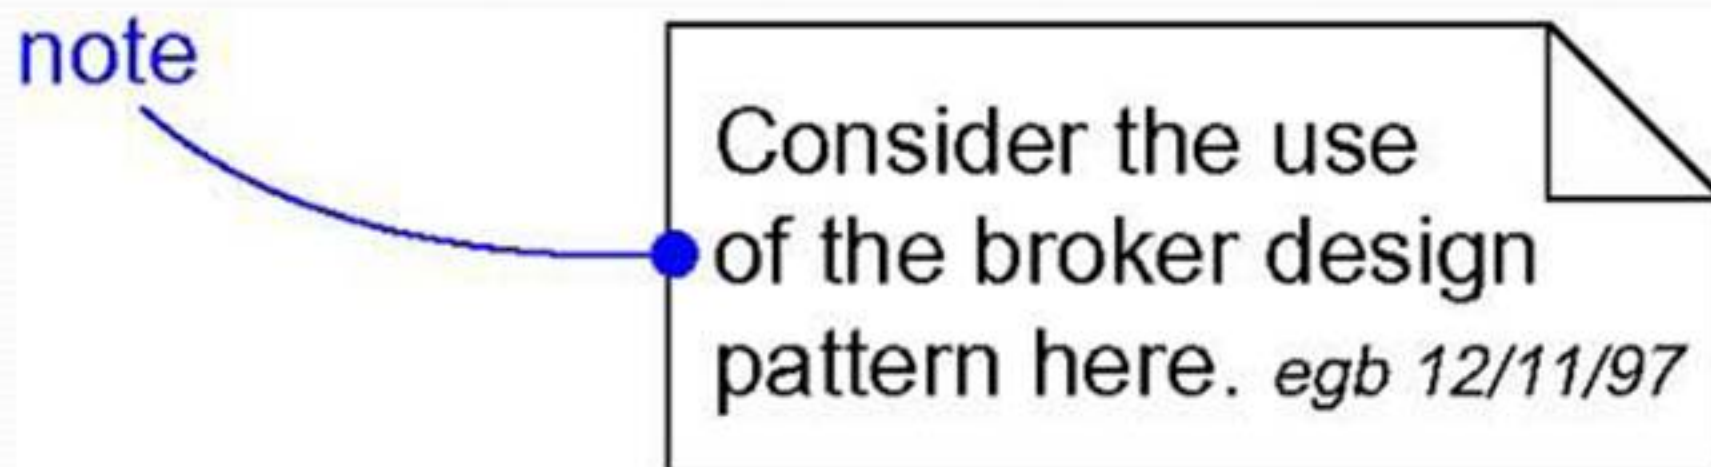 note
Consider the use
of the broker design
pattern here. egb 12/11/97